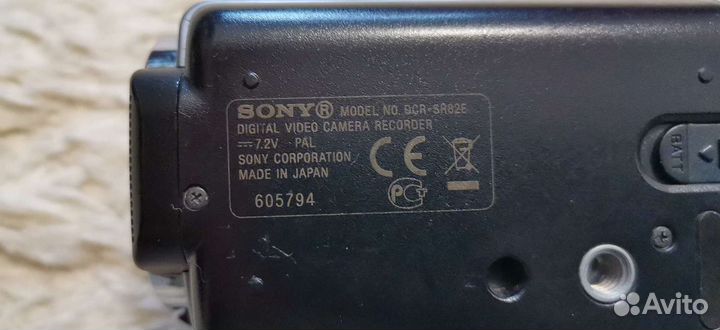 SONY® MODEL NO. DCR-SR82E
DIGITAL VIDEO CAMERA RECORDER
⎓ 7.2V PAL
SONY CORPORATION
MADE IN JAPAN
605794
CE
РСТ
BATT
Avito